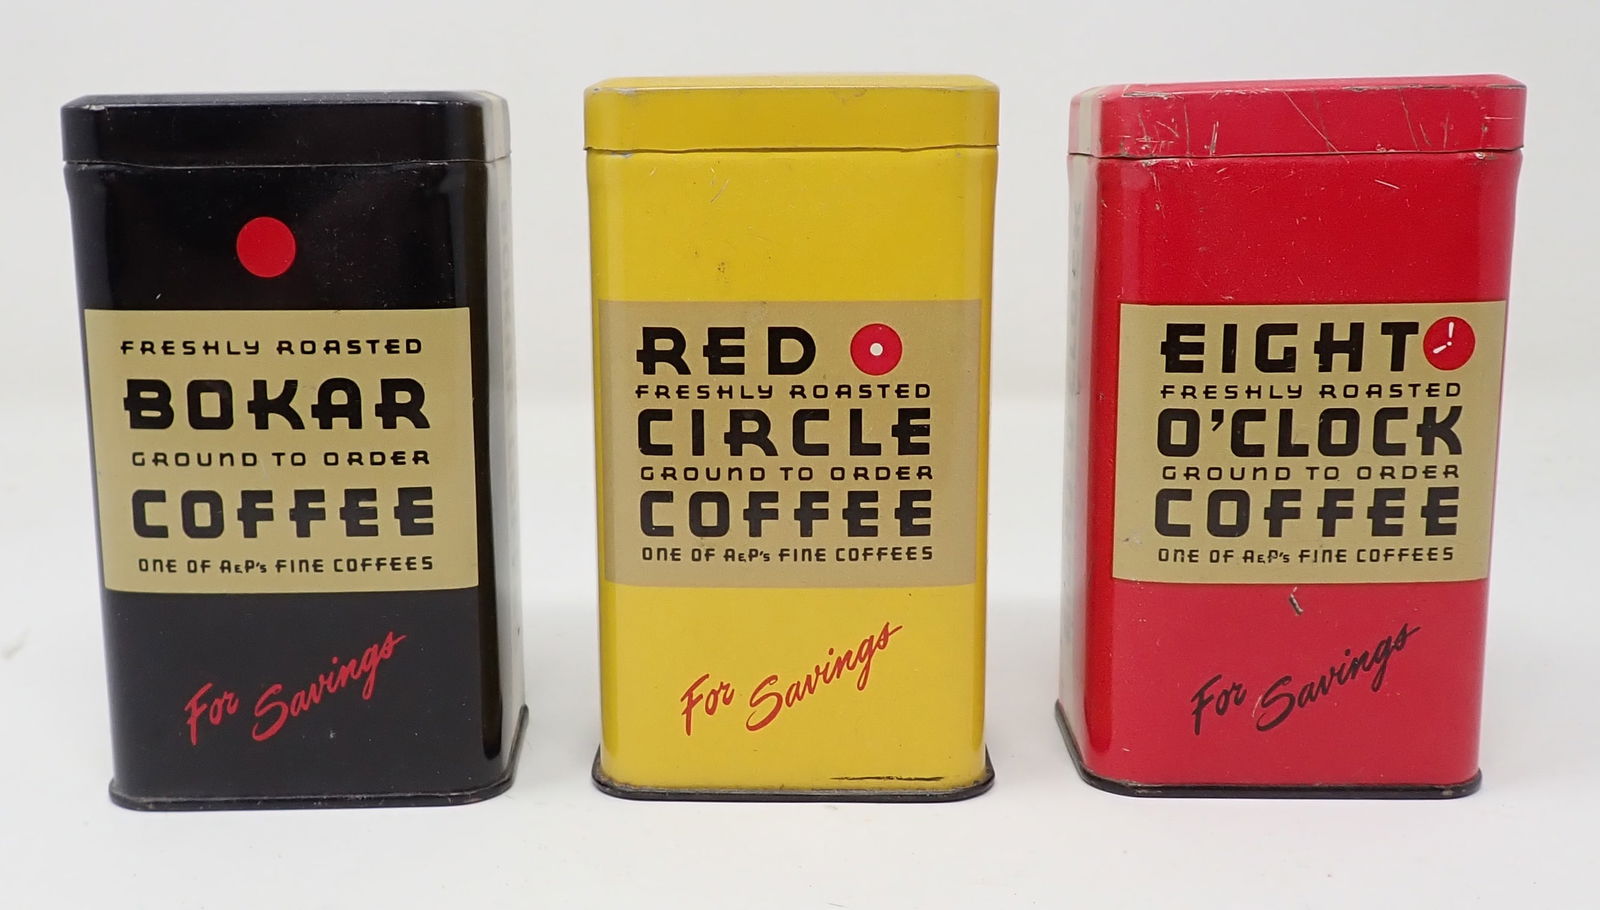 FRESHLY ROASTED
BOKAR
GROUND TO ORDER
COFFEE
ONE OF A&P's FINE COFFEES
For Savings
RED
FRESHLY ROASTED
CIRCLE
GROUND TO ORDER
COFFEE
ONE OF A&P's FINE COFFEES
For Savings
EIGHT
FRESHLY ROASTED
O'CLOCK
GROUND TO ORDER
COFFEE
ONE OF A&P's FINE COFFEES
For Savings